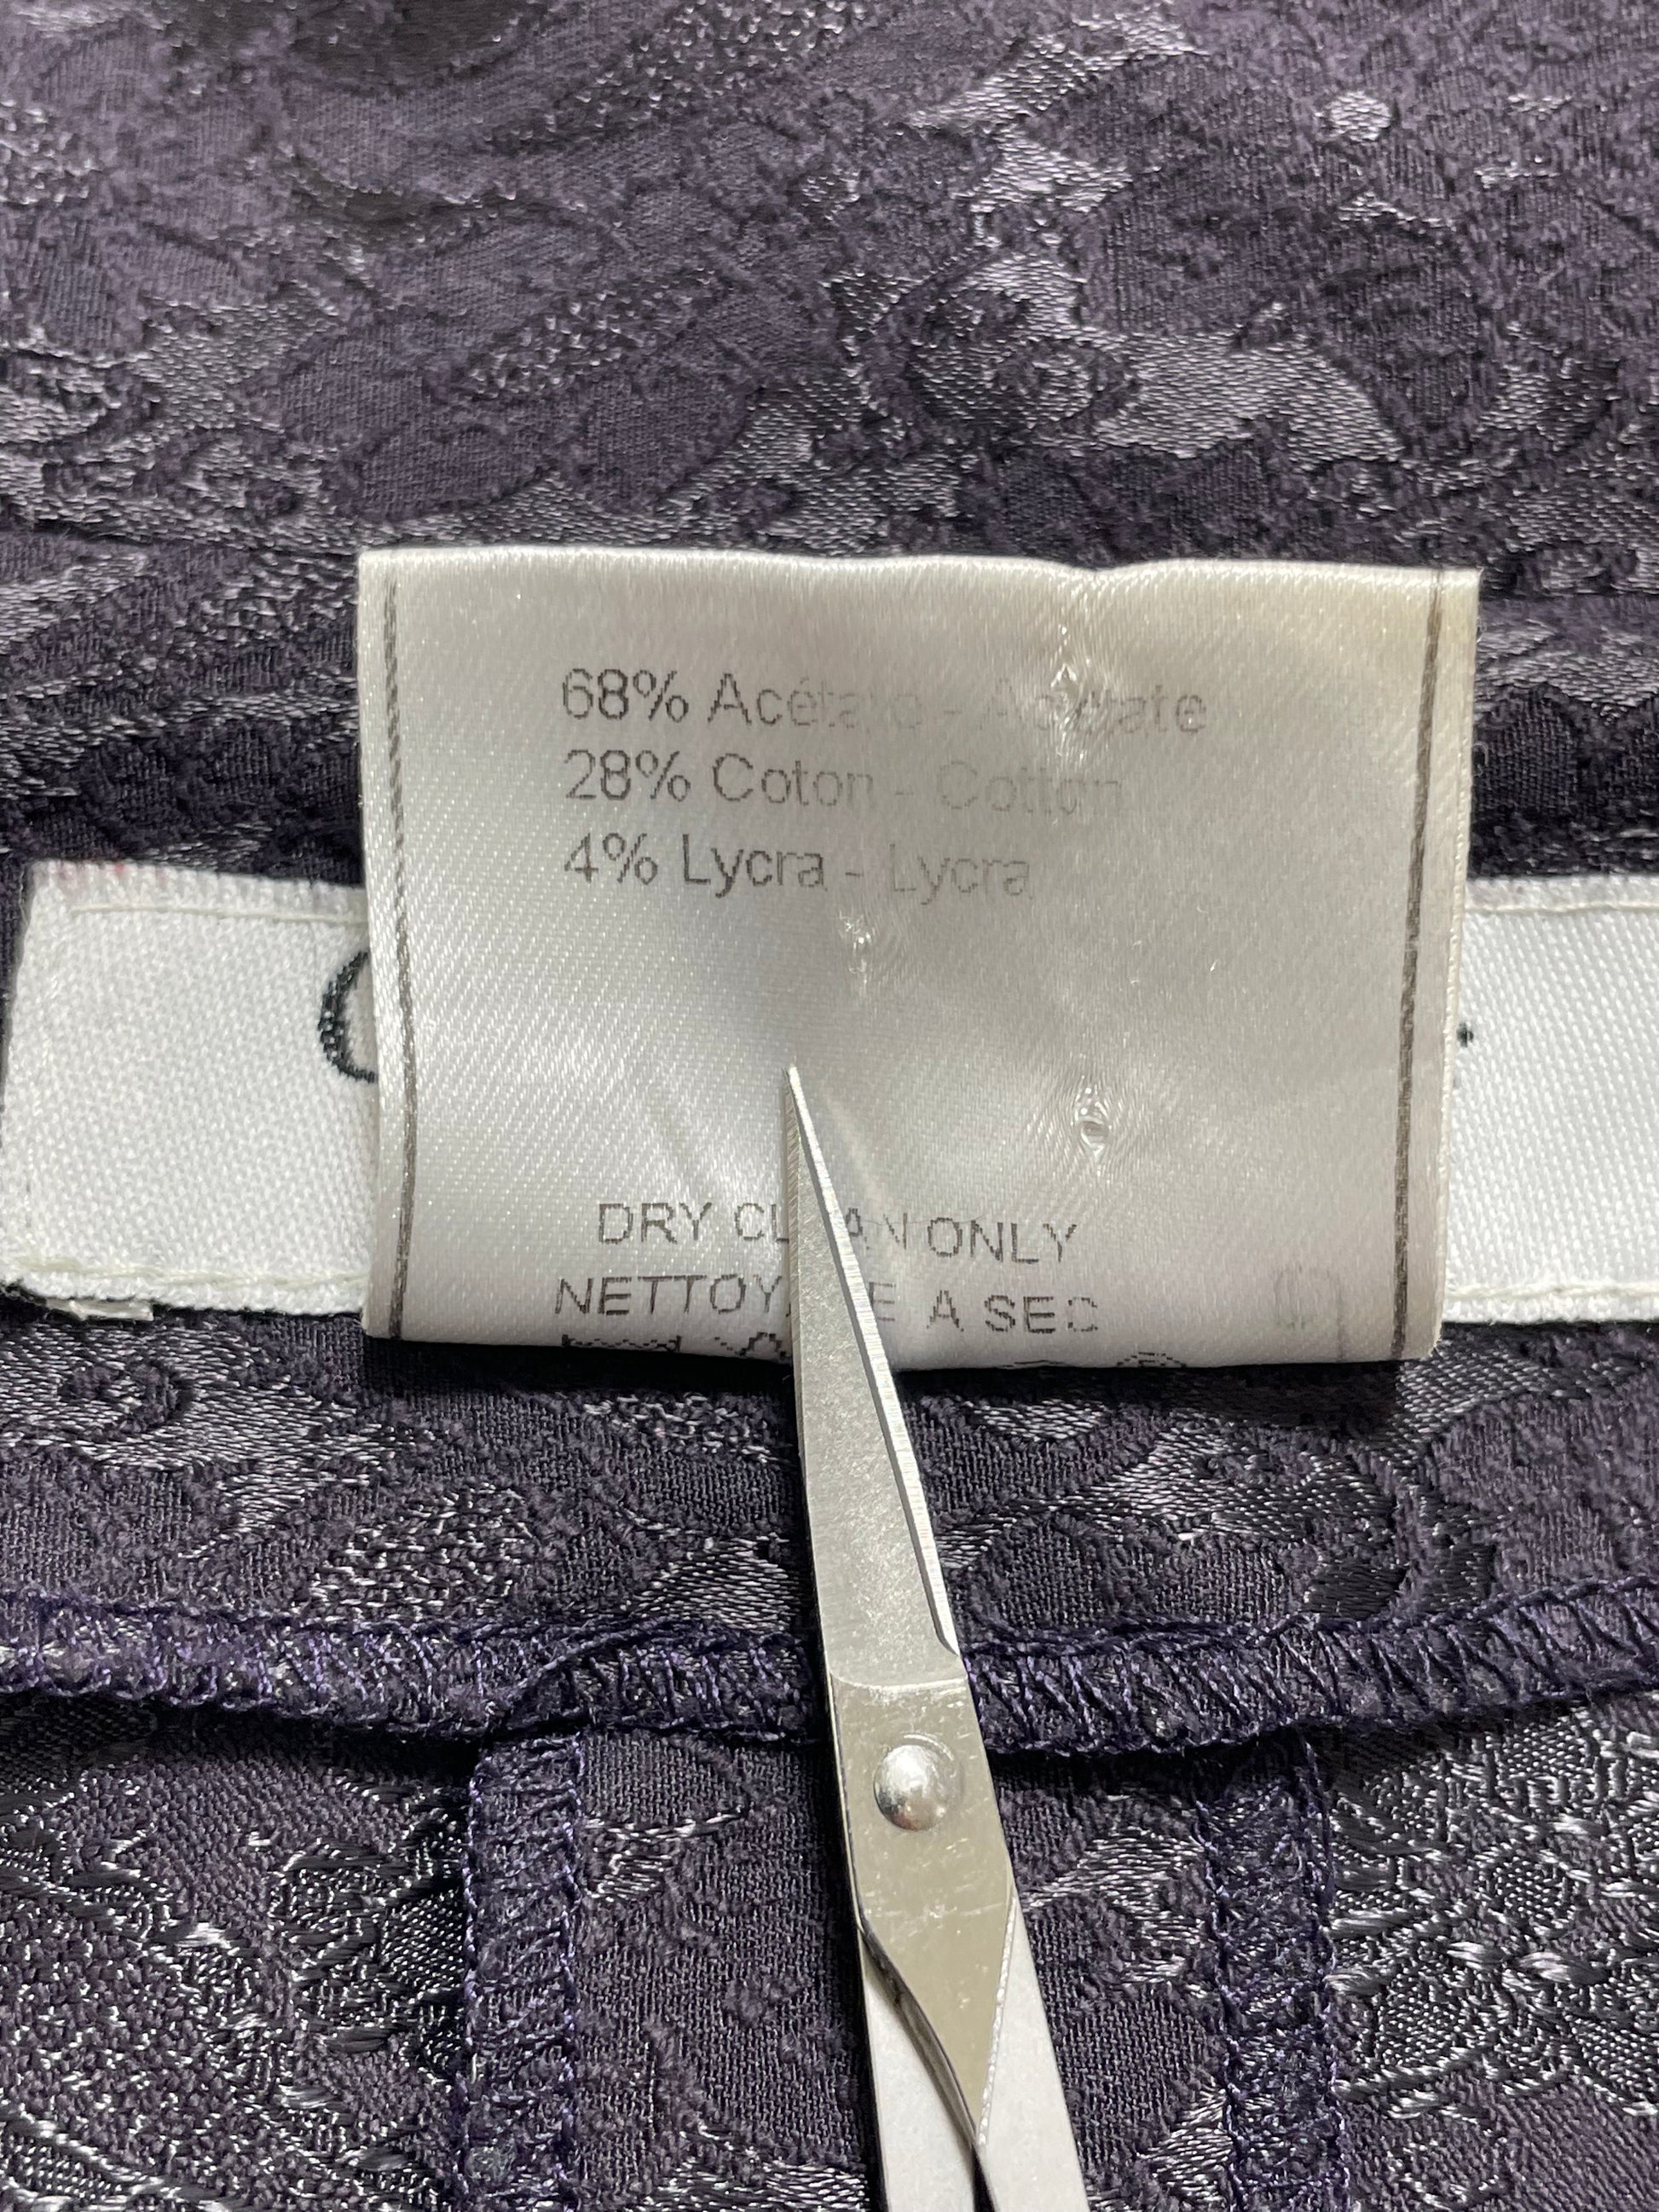 68% Acétate - Acetate
28% Coton - Cotton
4% Lycra - Lycra
DRY CLEAN ONLY
NETTOYAGE A SEC